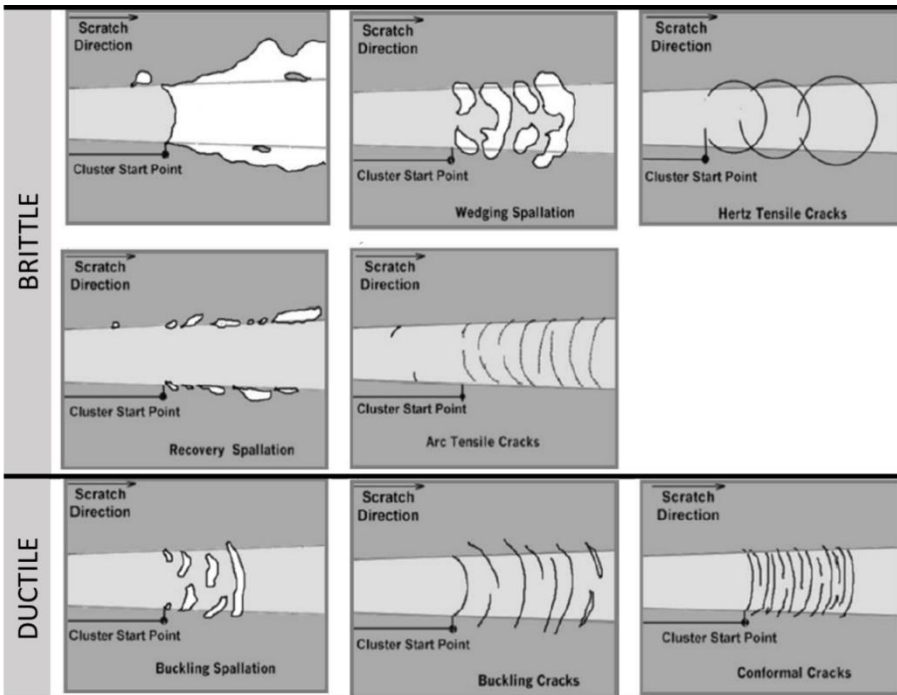 BRITTLE
Scratch
Direction
Cluster Start Point
Scratch
Direction
Cluster Start Point
Wedging Spallation
Scratch
Direction
Cluster Start Point
Hertz Tensile Cracks
Scratch
Direction
Cluster Start Point
Recovery Spallation
Scratch
Direction
Cluster Start Point
Arc Tensile Cracks
DUCTILE
Scratch
Direction
Cluster Start Point
Buckling Spallation
Scratch
Direction
Cluster Start Point
Buckling Cracks
Scratch
Direction
Cluster Start Point
Conformal Cracks